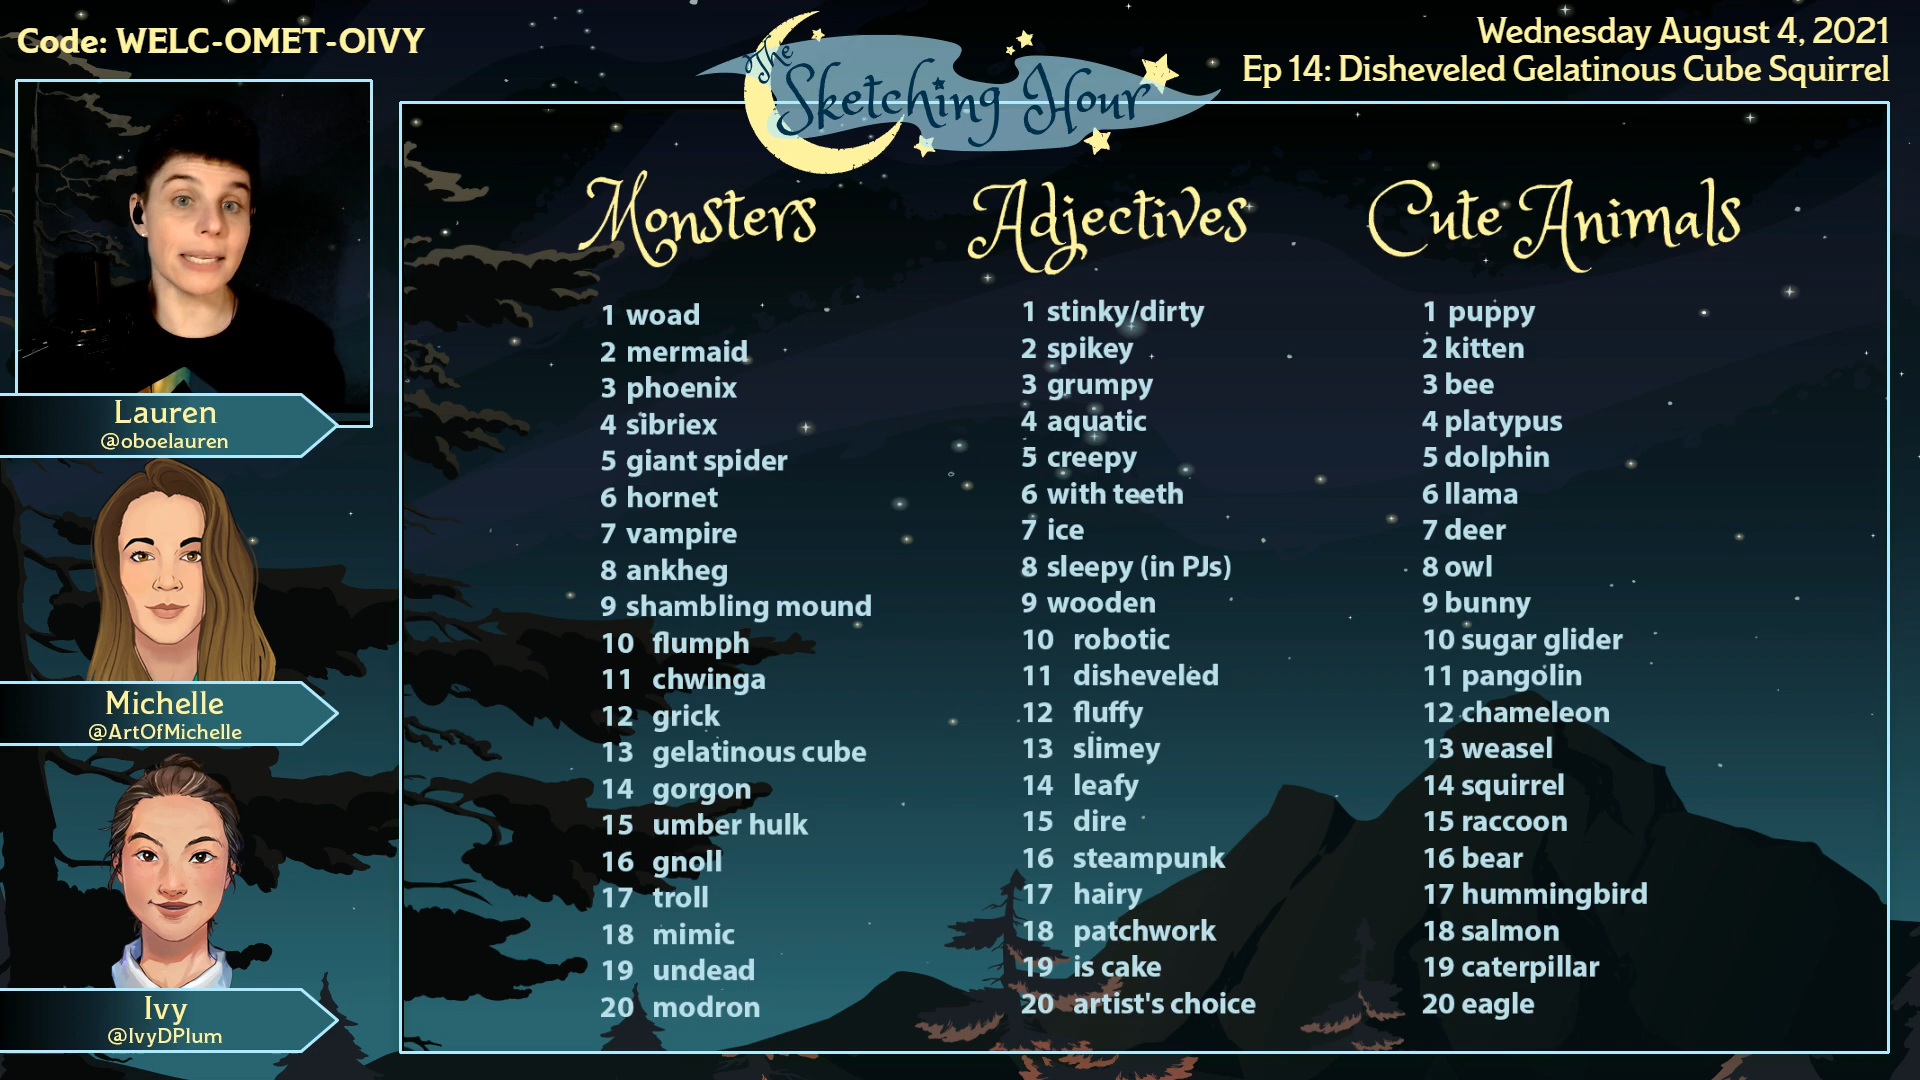 Code: WELC-OMET-OIVY
The
Sketching Hour
Wednesday August 4, 2021
Ep 14: Disheveled Gelatinous Cube Squirrel
Lauren
@oboelauren
Michelle
@ArtOfMichelle
Ivy
@IvyDPlum
Monsters
1 woad
2 mermaid
3 phoenix
4 sibriex
5 giant spider
6 hornet
7 vampire
8 ankheg
9 shambling mound
10 flumph
11 chwinga
12 grick
13 gelatinous cube
14 gorgon
15 umber hulk
16 gnoll
17 troll
18 mimic
19 undead
20 modron
Adjectives
1 stinky/dirty
2 spikey
3 grumpy
4 aquatic
5 creepy
6 with teeth
7 ice
8 sleepy (in PJs)
9 wooden
10 robotic
11 disheveled
12 fluffy
13 slimey
14 leafy
15 dire
16 steampunk
17 hairy
18 patchwork
19 is cake
20 artist's choice
Cute Animals
1 puppy
2 kitten
3 bee
4 platypus
5 dolphin
6 llama
7 deer
8 owl
9 bunny
10 sugar glider
11 pangolin
12 chameleon
13 weasel
14 squirrel
15 raccoon
16 bear
17 hummingbird
18 salmon
19 caterpillar
20 eagle